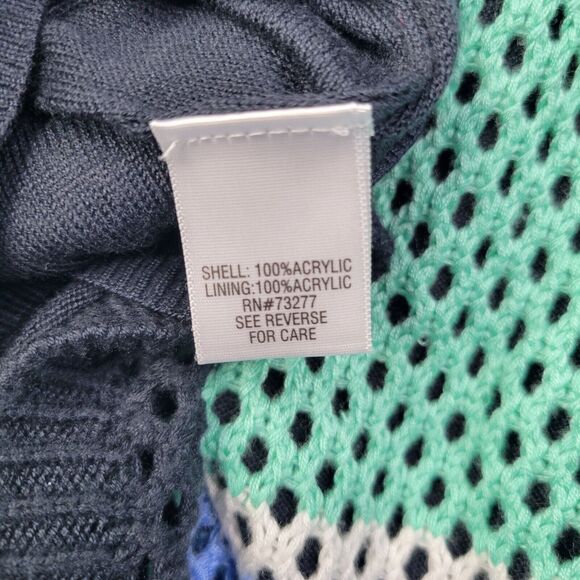 SHELL: 100%ACRYLIC
LINING:100%ACRYLIC
RN#73277
SEE REVERSE
FOR CARE